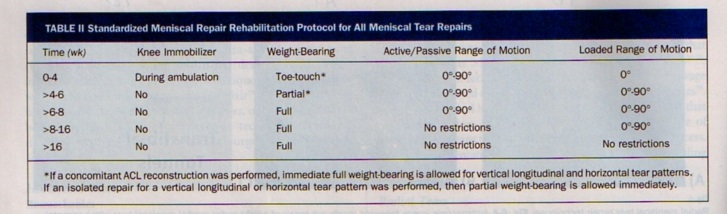 TABLE II Standardized Meniscal Repair Rehabilitation Protocol for All Meniscal Tear Repairs
Time (wk) Knee Immobilizer Weight-Bearing Active/Passive Range of Motion Loaded Range of Motion
0-4 During ambulation Toe-touch* 0°-90° 0°
>4-6 No Partial* 0°-90° 0°-90°
>6-8 No Full 0°-90° 0°-90°
>8-16 No Full No restrictions 0°-90°
>16 No Full No restrictions No restrictions
*If a concomitant ACL reconstruction was performed, immediate full weight-bearing is allowed for vertical longitudinal and horizontal tear patterns.
If an isolated repair for a vertical longitudinal or horizontal tear pattern was performed, then partial weight-bearing is allowed immediately.